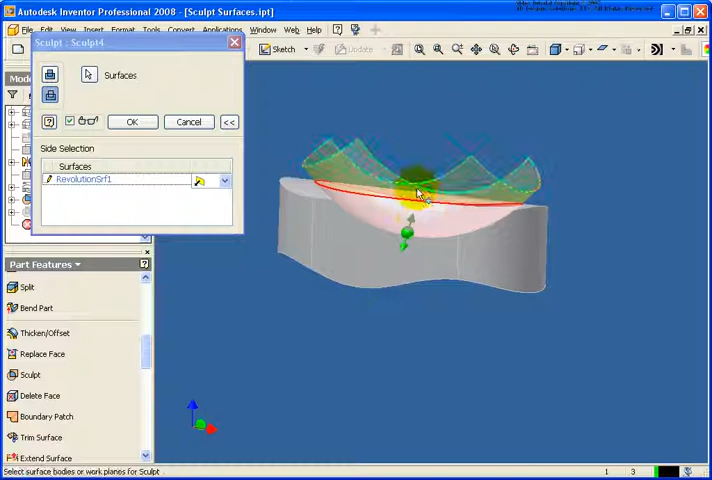 Autodesk Inventor Professional 2008 - [Sculpt Surfaces.ipt]
File Edit View Insert Format Tools Convert Applications Window Web Help
Sketch
Update
Sculpt : Sculpt4
Surfaces
OK
Cancel
<<
Side Selection
Surfaces
RevolutionSrf1
Part Features
Split
Bend Part
Thicken/Offset
Replace Face
Sculpt
Delete Face
Boundary Patch
Trim Surface
Extend Surface
Select surface bodies or work planes for Sculpt
1
3